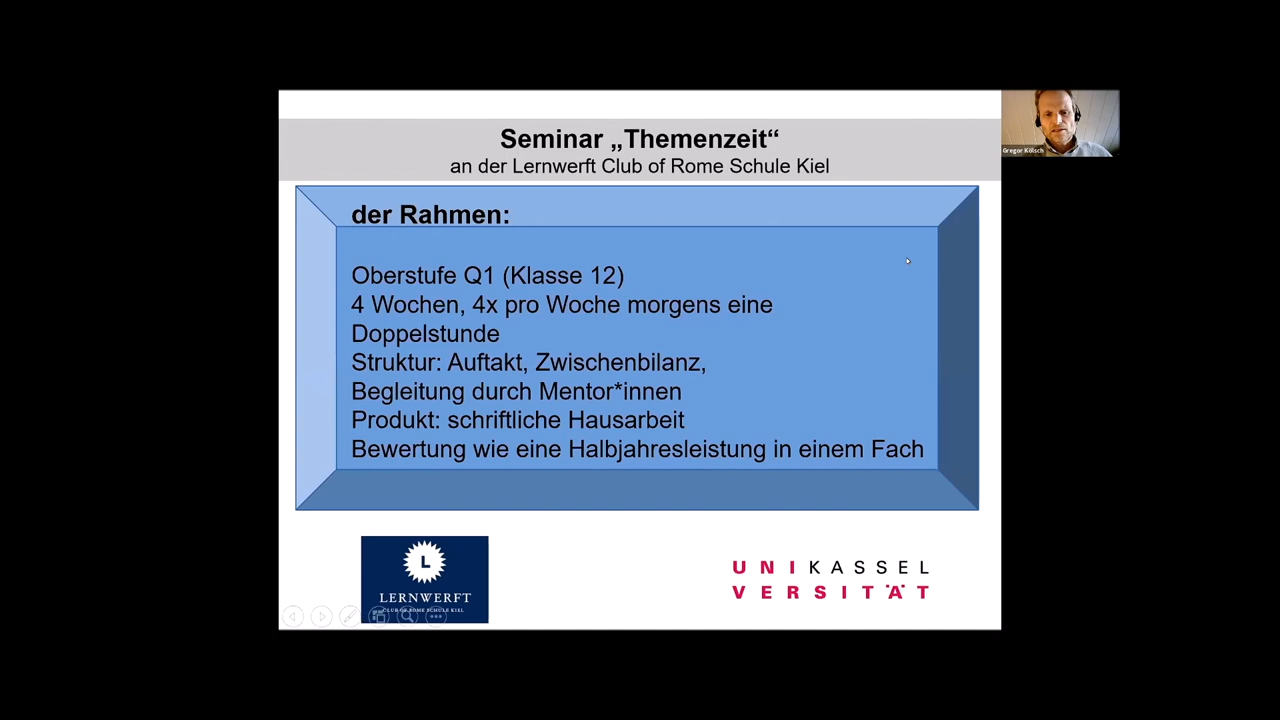 Seminar „Themenzeit“
an der Lernwerft Club of Rome Schule Kiel
Gregor Kölsch
der Rahmen:
Oberstufe Q1 (Klasse 12)
4 Wochen, 4x pro Woche morgens eine
Doppelstunde
Struktur: Auftakt, Zwischenbilanz,
Begleitung durch Mentor*innen
Produkt: schriftliche Hausarbeit
Bewertung wie eine Halbjahresleistung in einem Fach
L
LERNWERFT
CLUB OF ROME SCHULE KIEL
UNIKASSEL
VERSITÄT